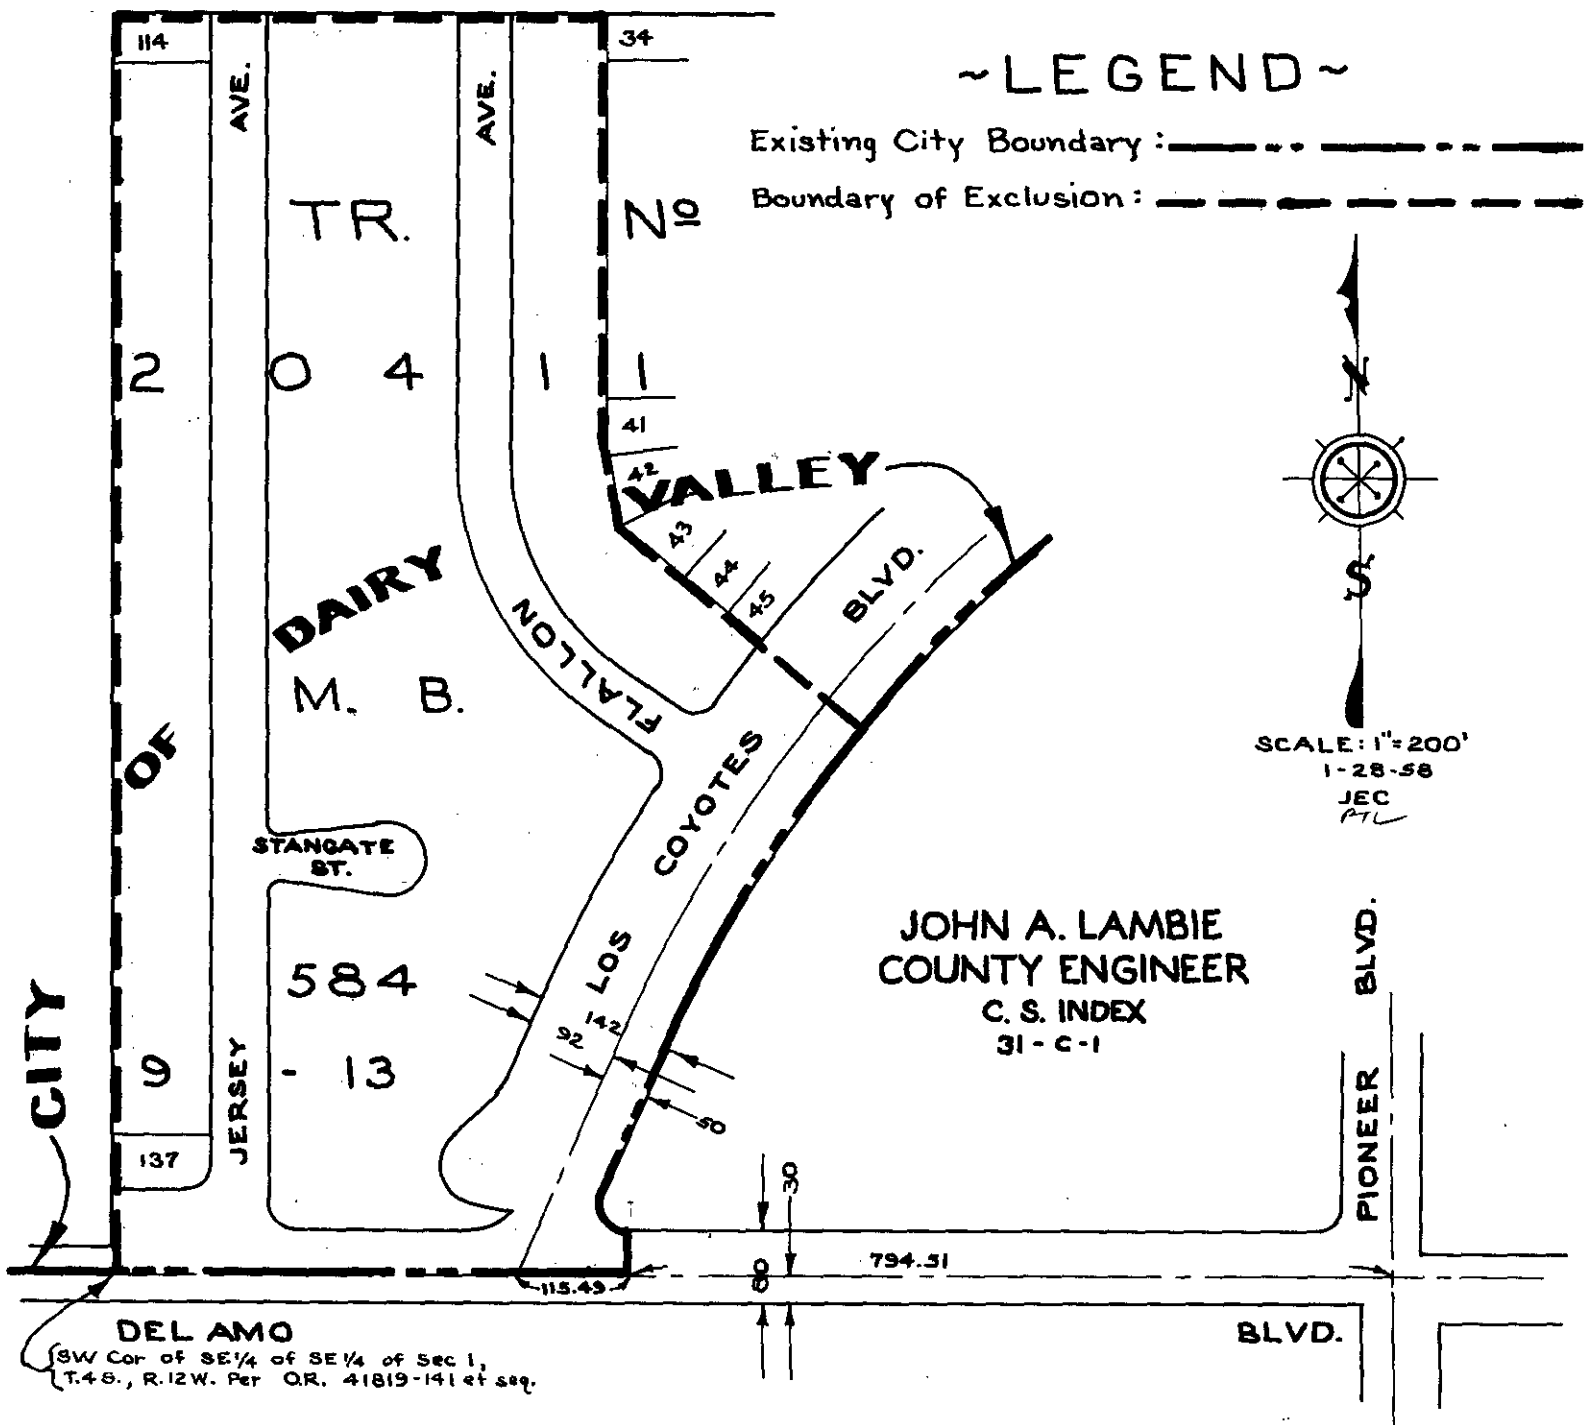 ~LEGEND~
Existing City Boundary :
Boundary of Exclusion :
114
34
AVE.
AVE.
TR. Nº
2 0 4 1 1
41
42
VALLEY
43
44
45
BLVD.
DAIRY
FLALLON
M. B.
OF
COYOTES
N
S
SCALE: 1"=200'
1-28-58
JEC
STANGATE
ST.
LOS
JOHN A. LAMBIE
COUNTY ENGINEER
C. S. INDEX
31-C-1
584
CITY
142
92
9 - 13
JERSEY
50
137
PIONEER BLVD.
30
80
794.51
115.49
DEL AMO
BLVD.
SW Cor of SE¼ of SE¼ of Sec 1,
T.4S., R.12W. Per O.R. 41819-141 et seq.